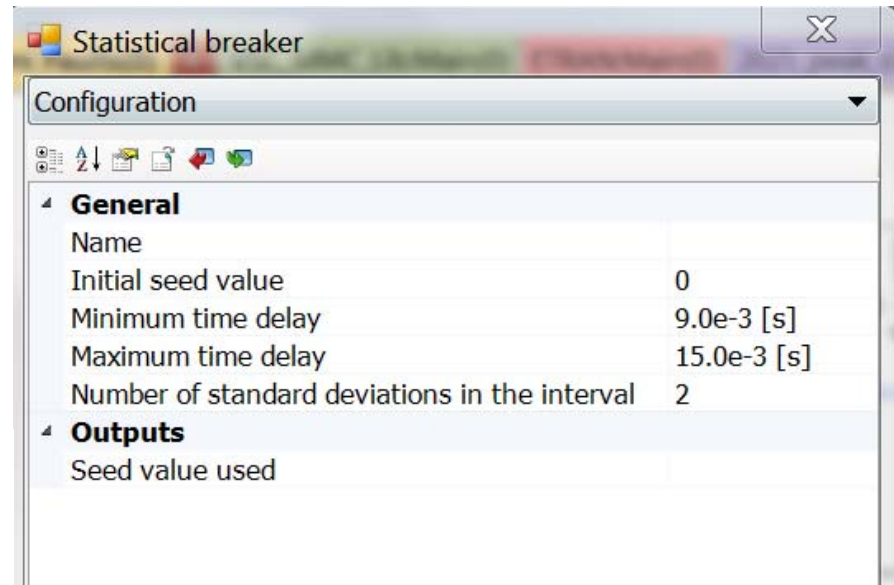 Statistical breaker
Configuration
General
Name
Initial seed value 0
Minimum time delay 9.0e-3 [s]
Maximum time delay 15.0e-3 [s]
Number of standard deviations in the interval 2
Outputs
Seed value used